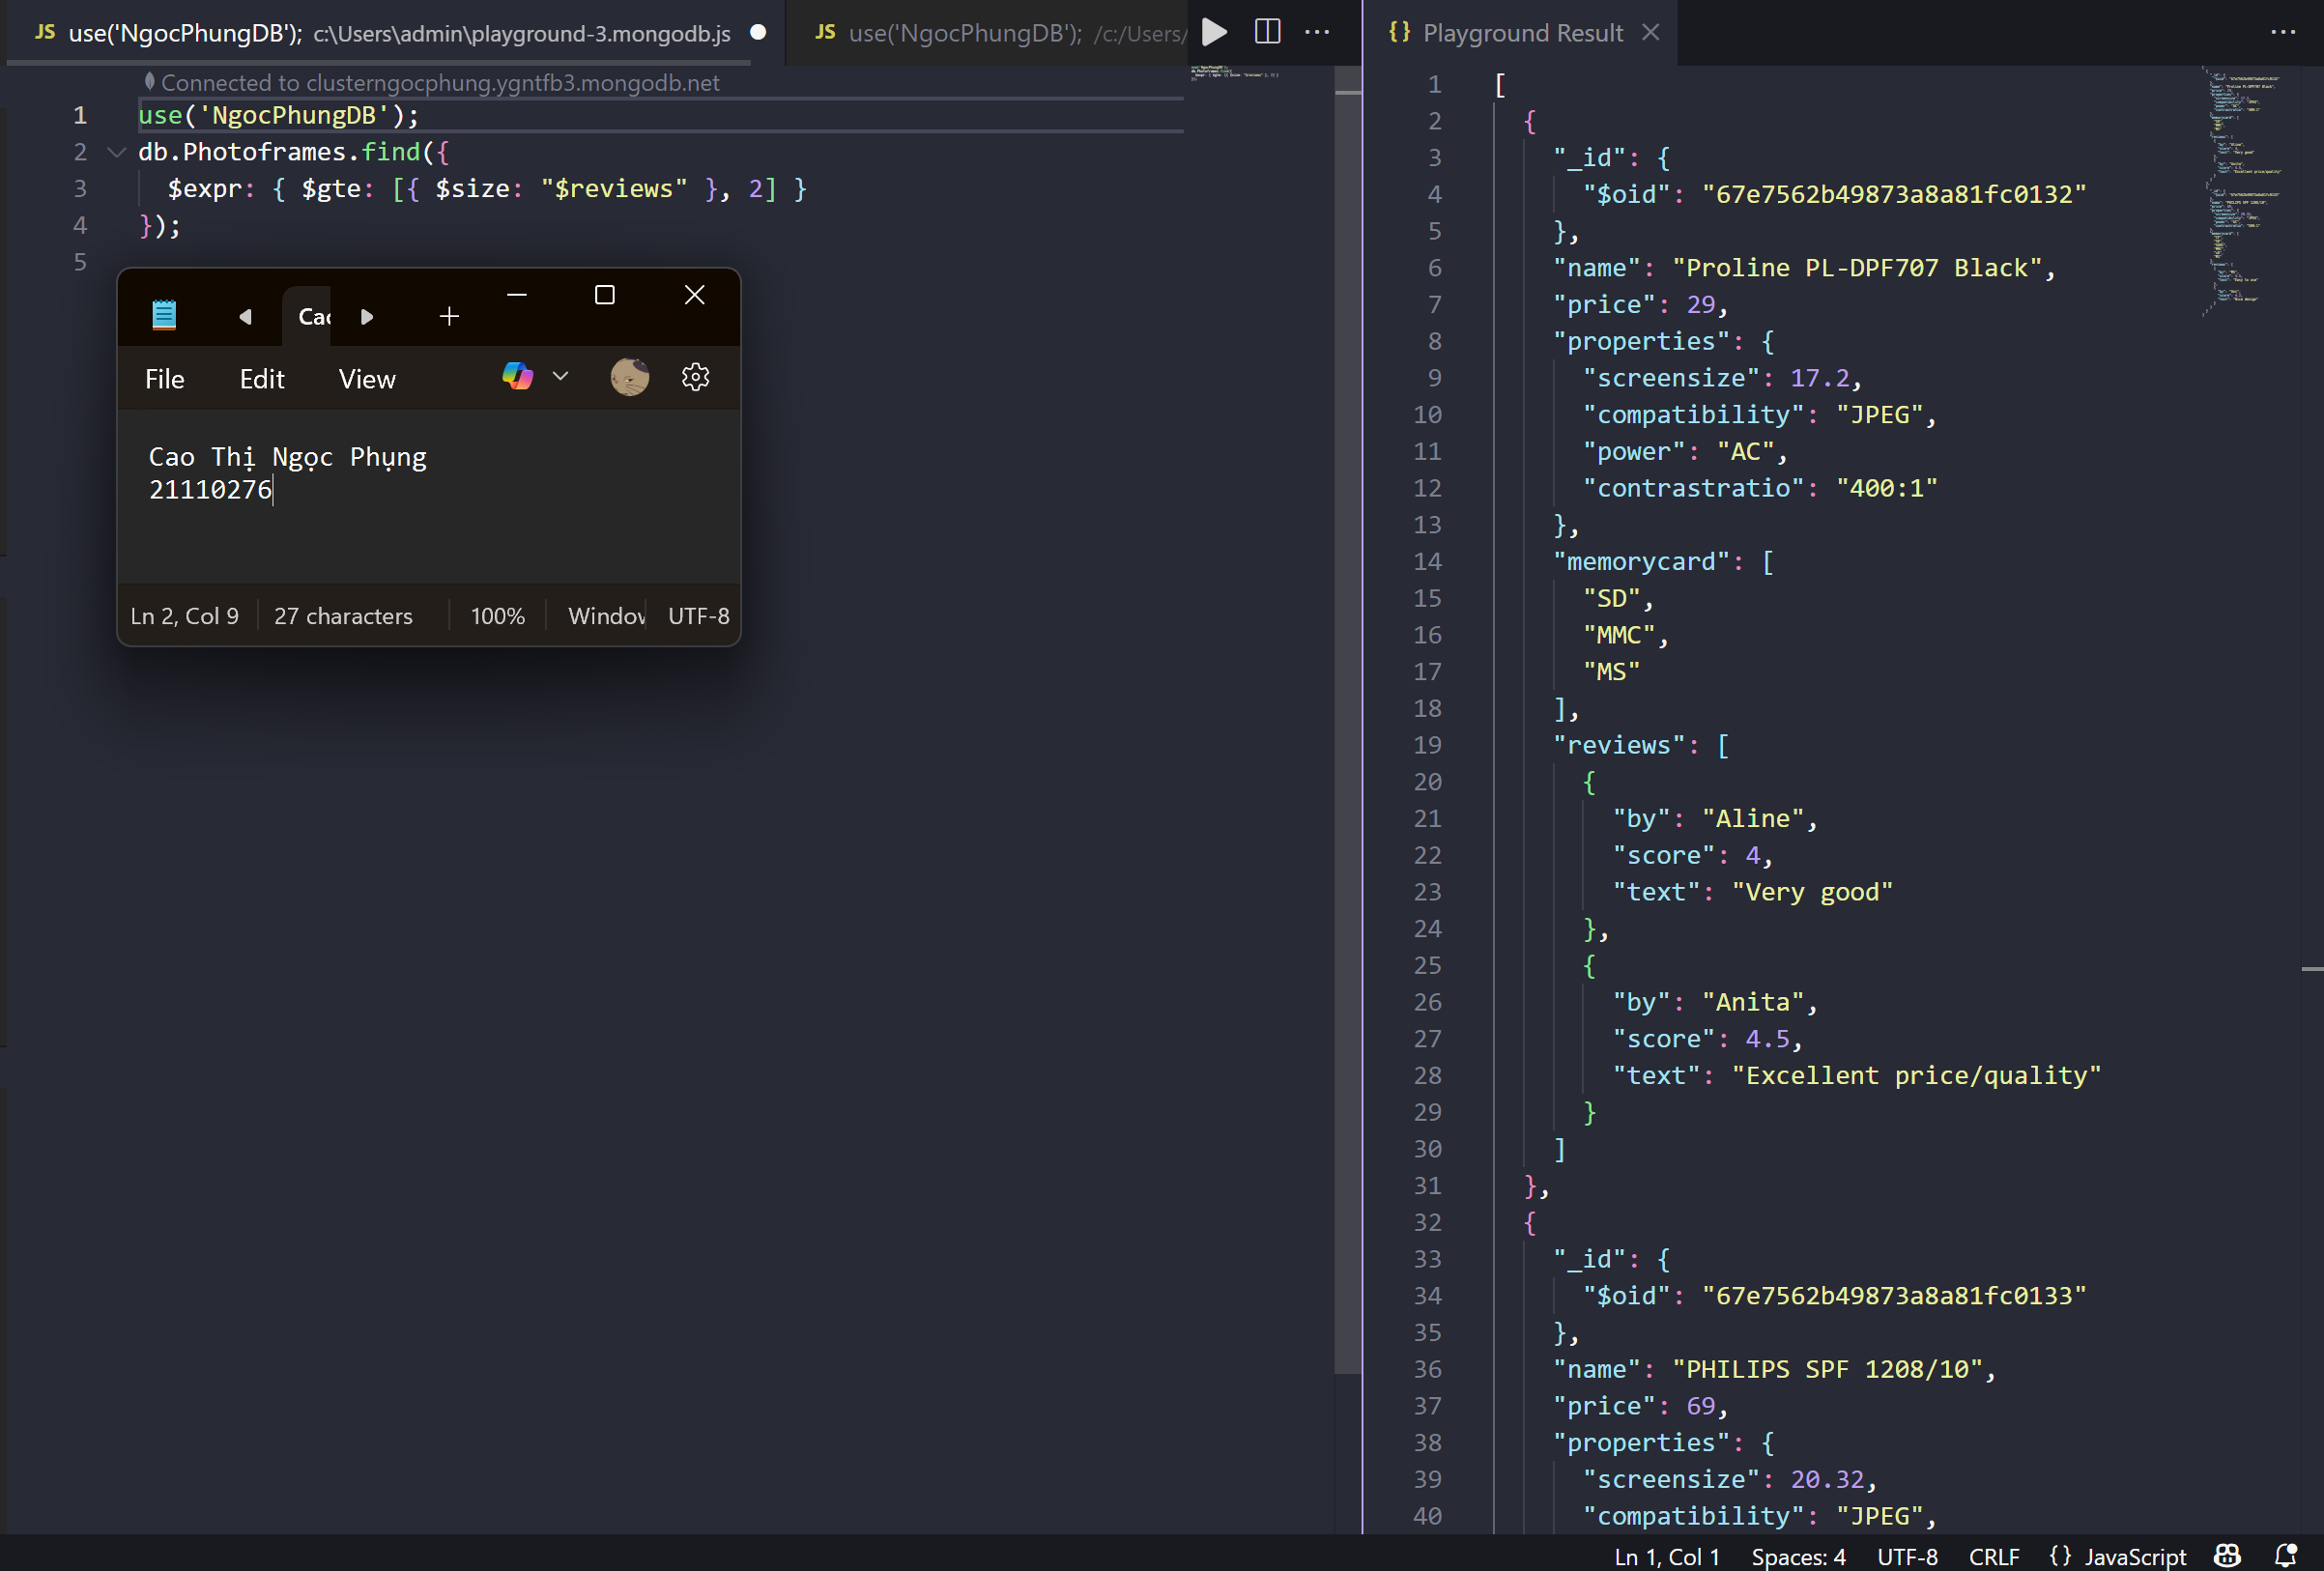 JS use('NgocPhungDB'); c:\Users\admin\playground-3.mongodb.js
JS use('NgocPhungDB'); /c:/Users/
Connected to clusterngocphung.ygntfb3.mongodb.net
1 use('NgocPhungDB');
2 db.Photoframes.find({
3 $expr: { $gte: [{ $size: "$reviews" }, 2] }
4 });
5
Cao
File Edit View
Cao Thị Ngọc Phụng
21110276
Ln 2, Col 9 27 characters 100% Window UTF-8
{} Playground Result
1 [
2 {
3 "_id": {
4 "$oid": "67e7562b49873a8a81fc0132"
5 },
6 "name": "Proline PL-DPF707 Black",
7 "price": 29,
8 "properties": {
9 "screensize": 17.2,
10 "compatibility": "JPEG",
11 "power": "AC",
12 "contrastratio": "400:1"
13 },
14 "memorycard": [
15 "SD",
16 "MMC",
17 "MS"
18 ],
19 "reviews": [
20 {
21 "by": "Aline",
22 "score": 4,
23 "text": "Very good"
24 },
25 {
26 "by": "Anita",
27 "score": 4.5,
28 "text": "Excellent price/quality"
29 }
30 ]
31 },
32 {
33 "_id": {
34 "$oid": "67e7562b49873a8a81fc0133"
35 },
36 "name": "PHILIPS SPF 1208/10",
37 "price": 69,
38 "properties": {
39 "screensize": 20.32,
40 "compatibility": "JPEG",
Ln 1, Col 1 Spaces: 4 UTF-8 CRLF {} JavaScript